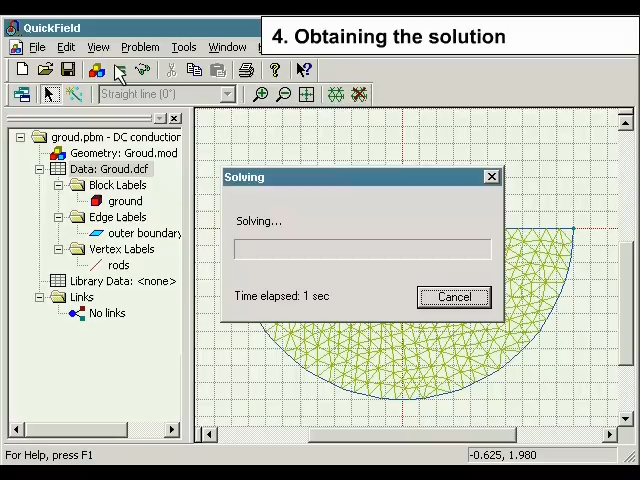 QuickField
4. Obtaining the solution
File Edit View Problem Tools Window
Straight line (0°)
groud.pbm - DC conduction
Geometry: Groud.mod
Data: Groud.dcf
Block Labels
ground
Edge Labels
outer boundary
Vertex Labels
rods
Library Data: <none>
Links
No links
Solving
Solving...
Time elapsed: 1 sec
Cancel
For Help, press F1
-0.625, 1.980